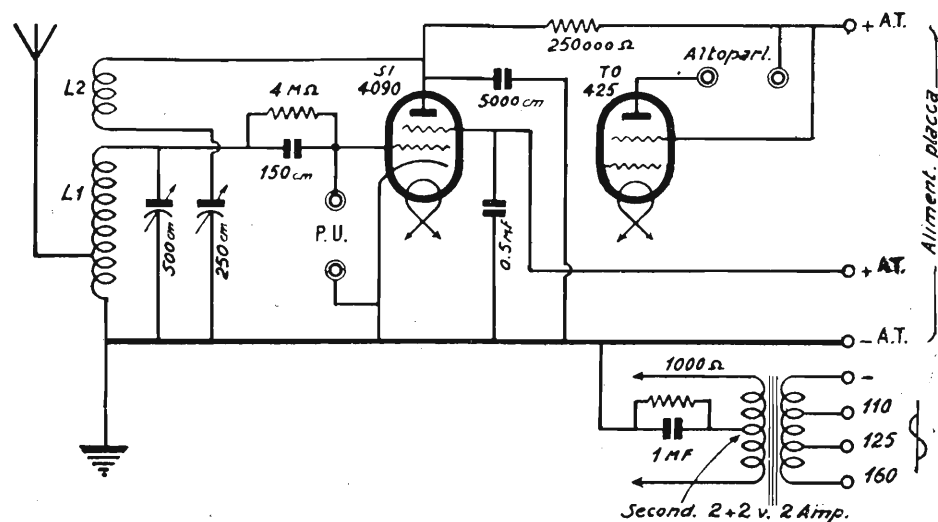 + A.T.
250000 Ω
Altoparl.
L2
SI
4090
TO
425
4 MΩ
5000 cm
150 cm
L1
500 cm
250 cm
P.U.
0.5 MF
Aliment. placca
+ A.T.
- A.T.
1000 Ω
-
110
125
1 MF
160
Second. 2+2 v. 2 Amp.